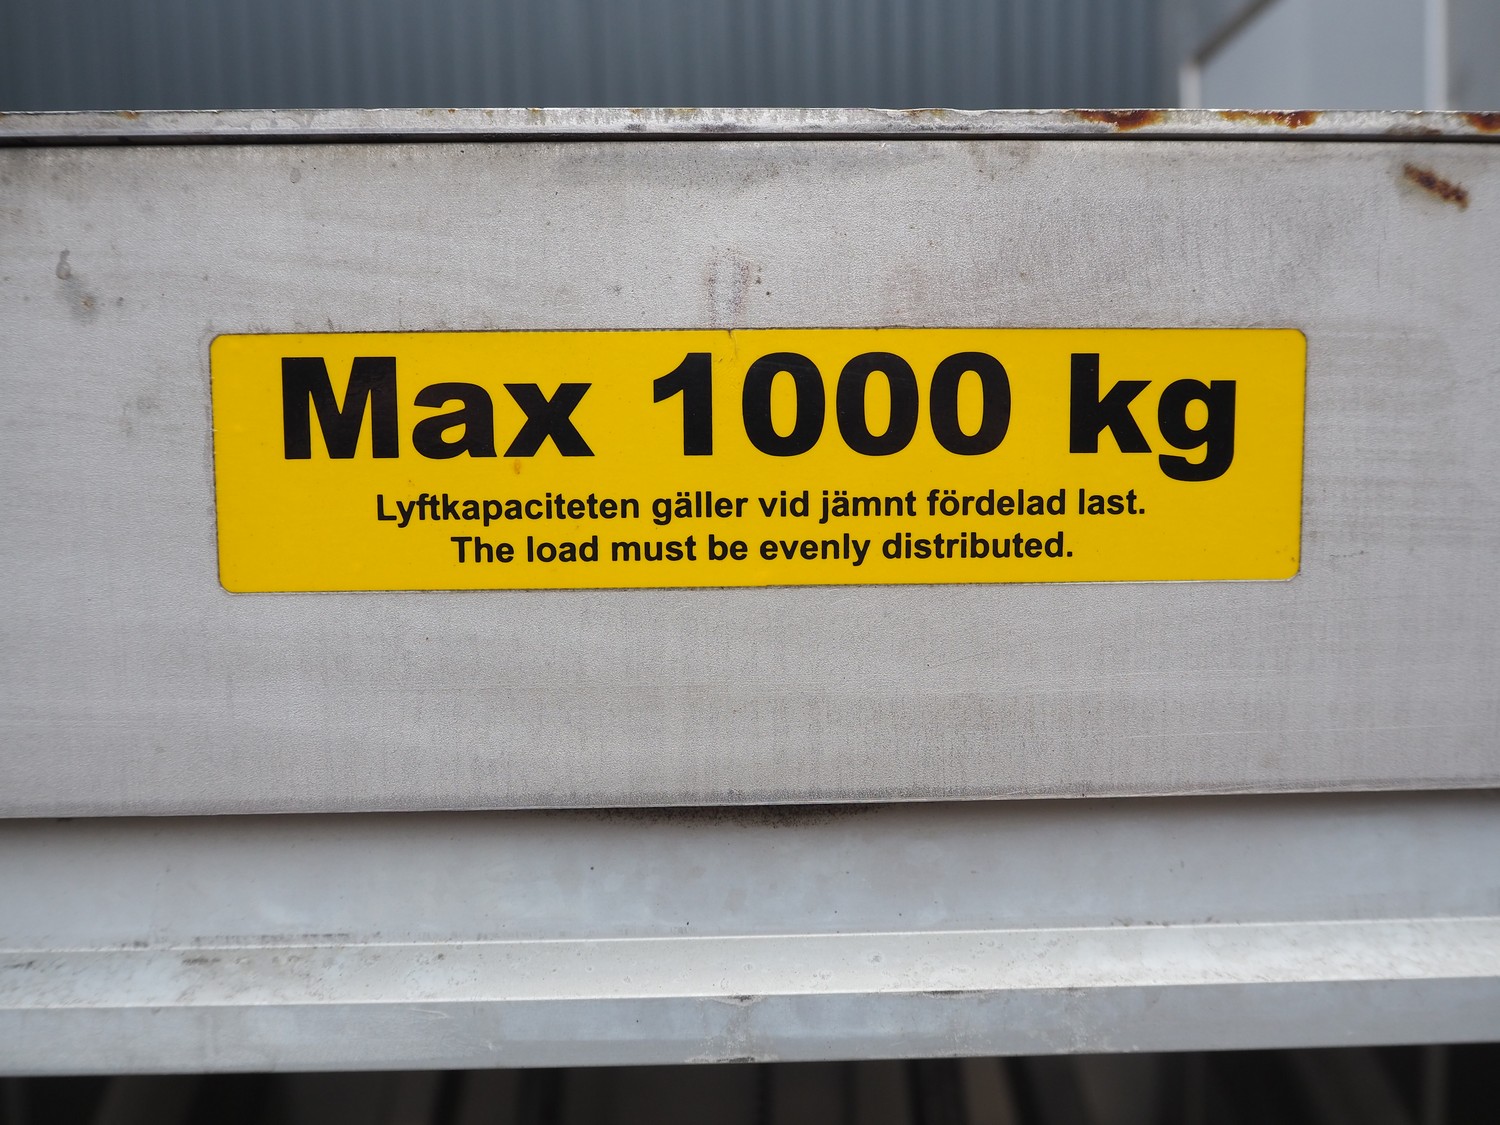 Max 1000 kg
Lyftkapaciteten gäller vid jämnt fördelad last.
The load must be evenly distributed.